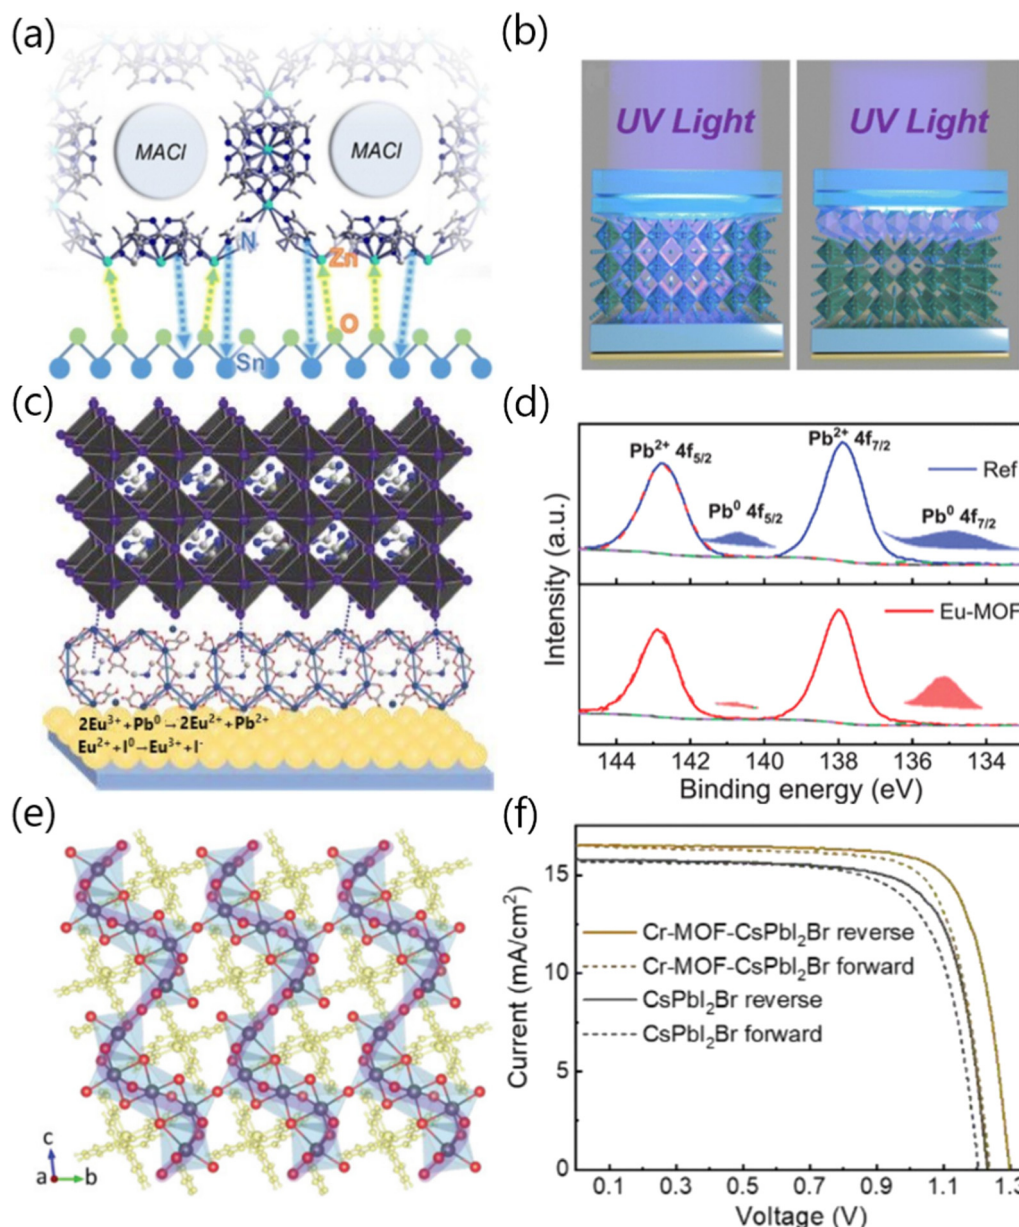 (a)
MACl
MACl
N
Zn
O
Sn
(b)
UV Light
UV Light
(c)
2Eu³⁺+Pb⁰→2Eu²⁺+Pb²⁺
Eu²⁺+I⁰→Eu³⁺+I⁻
(d)
Pb²⁺ 4f₅/₂
Pb²⁺ 4f₇/₂
Ref
Pb⁰ 4f₅/₂
Pb⁰ 4f₇/₂
Eu-MOF
Intensity (a.u.)
144 142 140 138 136 134
Binding energy (eV)
(e)
c
a
b
(f)
15
10
5
0
Cr-MOF-CsPbI₂Br reverse
Cr-MOF-CsPbI₂Br forward
CsPbI₂Br reverse
CsPbI₂Br forward
Current (mA/cm²)
0.1 0.3 0.5 0.7 0.9 1.1 1.3
Voltage (V)